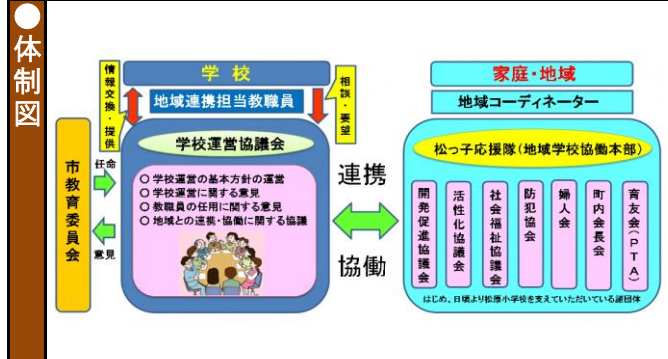 ●体制図
学校
地域連携担当教職員
情報交換・提供
相談・要望
市教育委員会
任命
意見
学校運営協議会
○ 学校運営の基本方針の運営
○ 学校運営に関する意見
○ 教職員の任用に関する意見
○ 地域との連携・協働に関する協議
連携
協働
家庭・地域
地域コーディネーター
松っ子応援隊(地域学校協働本部)
開発促進協議会
活性化協議会
社会福祉協議会
防犯協会
婦人会
町内会長会
育友会(PTA)
はじめ、日頃より松原小学校を支えていただいている諸団体